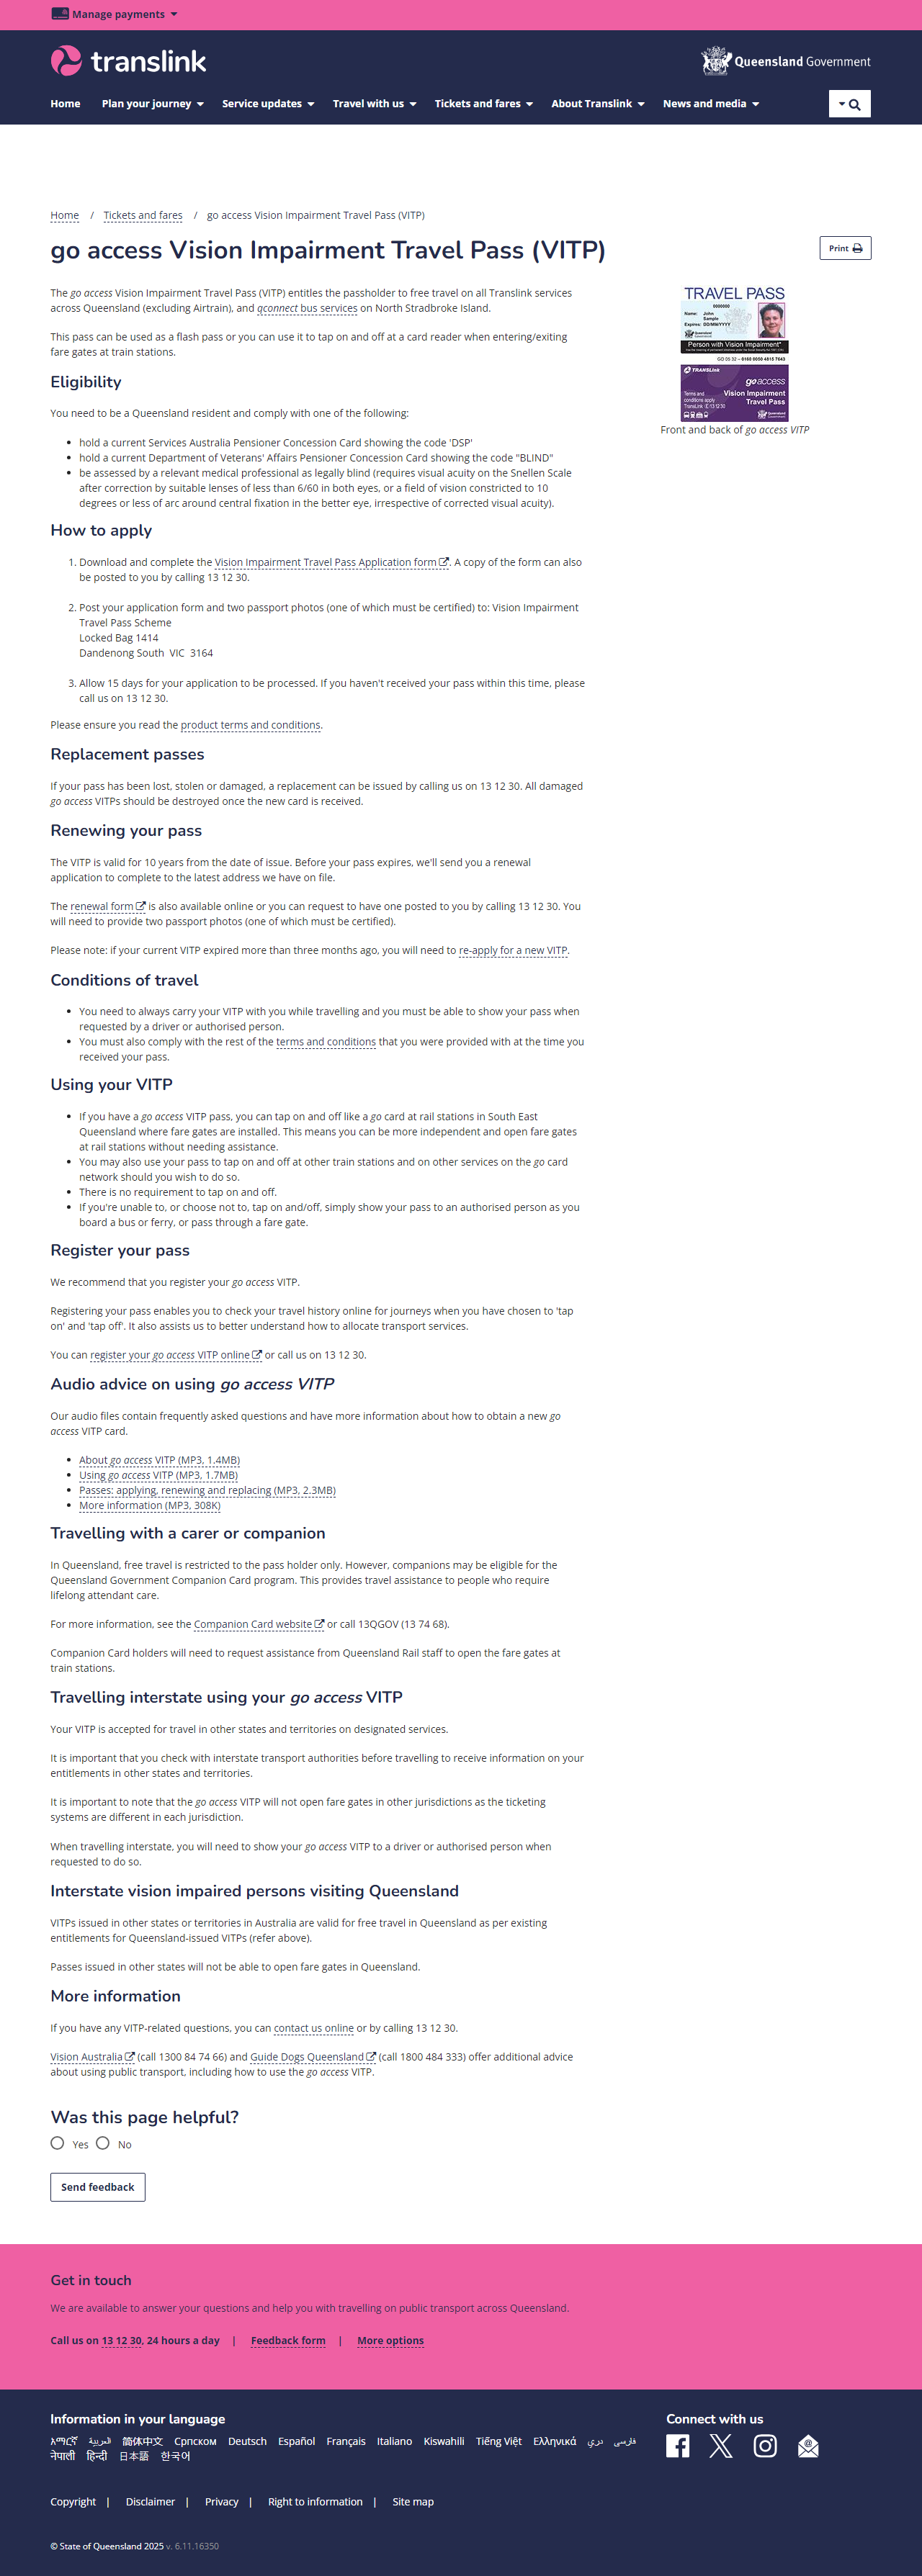 Manage payments
translink
Queensland Government
Home Plan your journey Service updates Travel with us Tickets and fares About Translink News and media
Home / Tickets and fares / go access Vision Impairment Travel Pass (VITP)
go access Vision Impairment Travel Pass (VITP)
Print
The go access Vision Impairment Travel Pass (VITP) entitles the passholder to free travel on all Translink services
across Queensland (excluding Airtrain), and qconnect bus services on North Stradbroke Island.
This pass can be used as a flash pass or you can use it to tap on and off at a card reader when entering/exiting
fare gates at train stations.
TRAVEL PASS
0000000
Name: John
Sample
Expires: DD/MM/YYYY
Queensland
Government
Person with Vision Impairment*
TRANSLink
go access
Vision Impairment
Travel Pass
Terms and
conditions apply
TransLink 13 12 30
Queensland
Government
Front and back of go access VITP
Eligibility
You need to be a Queensland resident and comply with one of the following:
• hold a current Services Australia Pensioner Concession Card showing the code 'DSP'
• hold a current Department of Veterans' Affairs Pensioner Concession Card showing the code "BLIND"
• be assessed by a relevant medical professional as legally blind (requires visual acuity on the Snellen Scale
after correction by suitable lenses of less than 6/60 in both eyes, or a field of vision constricted to 10
degrees or less of arc around central fixation in the better eye, irrespective of corrected visual acuity).
How to apply
1. Download and complete the Vision Impairment Travel Pass Application form. A copy of the form can also
be posted to you by calling 13 12 30.
2. Post your application form and two passport photos (one of which must be certified) to: Vision Impairment
Travel Pass Scheme
Locked Bag 1414
Dandenong South VIC 3164
3. Allow 15 days for your application to be processed. If you haven't received your pass within this time, please
call us on 13 12 30.
Please ensure you read the product terms and conditions.
Replacement passes
If your pass has been lost, stolen or damaged, a replacement can be issued by calling us on 13 12 30. All damaged
go access VITPs should be destroyed once the new card is received.
Renewing your pass
The VITP is valid for 10 years from the date of issue. Before your pass expires, we'll send you a renewal
application to complete to the latest address we have on file.
The renewal form is also available online or you can request to have one posted to you by calling 13 12 30. You
will need to provide two passport photos (one of which must be certified).
Please note: if your current VITP expired more than three months ago, you will need to re-apply for a new VITP.
Conditions of travel
• You need to always carry your VITP with you while travelling and you must be able to show your pass when
requested by a driver or authorised person.
• You must also comply with the rest of the terms and conditions that you were provided with at the time you
received your pass.
Using your VITP
• If you have a go access VITP pass, you can tap on and off like a go card at rail stations in South East
Queensland where fare gates are installed. This means you can be more independent and open fare gates
at rail stations without needing assistance.
• You may also use your pass to tap on and off at other train stations and on other services on the go card
network should you wish to do so.
• There is no requirement to tap on and off.
• If you're unable to, or choose not to, tap on and/off, simply show your pass to an authorised person as you
board a bus or ferry, or pass through a fare gate.
Register your pass
We recommend that you register your go access VITP.
Registering your pass enables you to check your travel history online for journeys when you have chosen to 'tap
on' and 'tap off'. It also assists us to better understand how to allocate transport services.
You can register your go access VITP online or call us on 13 12 30.
Audio advice on using go access VITP
Our audio files contain frequently asked questions and have more information about how to obtain a new go
access VITP card.
• About go access VITP (MP3, 1.4MB)
• Using go access VITP (MP3, 1.7MB)
• Passes: applying, renewing and replacing (MP3, 2.3MB)
• More information (MP3, 308K)
Travelling with a carer or companion
In Queensland, free travel is restricted to the pass holder only. However, companions may be eligible for the
Queensland Government Companion Card program. This provides travel assistance to people who require
lifelong attendant care.
For more information, see the Companion Card website or call 13QGOV (13 74 68).
Companion Card holders will need to request assistance from Queensland Rail staff to open the fare gates at
train stations.
Travelling interstate using your go access VITP
Your VITP is accepted for travel in other states and territories on designated services.
It is important that you check with interstate transport authorities before travelling to receive information on your
entitlements in other states and territories.
It is important to note that the go access VITP will not open fare gates in other jurisdictions as the ticketing
systems are different in each jurisdiction.
When travelling interstate, you will need to show your go access VITP to a driver or authorised person when
requested to do so.
Interstate vision impaired persons visiting Queensland
VITPs issued in other states or territories in Australia are valid for free travel in Queensland as per existing
entitlements for Queensland-issued VITPs (refer above).
Passes issued in other states will not be able to open fare gates in Queensland.
More information
If you have any VITP-related questions, you can contact us online or by calling 13 12 30.
Vision Australia (call 1300 84 74 66) and Guide Dogs Queensland (call 1800 484 333) offer additional advice
about using public transport, including how to use the go access VITP.
Was this page helpful?
Yes No
Send feedback
Get in touch
We are available to answer your questions and help you with travelling on public transport across Queensland.
Call us on 13 12 30, 24 hours a day | Feedback form | More options
Information in your language
አማርኛ العربية 简体中文 Српском Deutsch Español Français Italiano Kiswahili Tiếng Việt Ελληνικά دری فارسی
नेपाली हिन्दी 日本語 한국어
Connect with us
Copyright | Disclaimer | Privacy | Right to information | Site map
© State of Queensland 2025 v. 6.11.16350